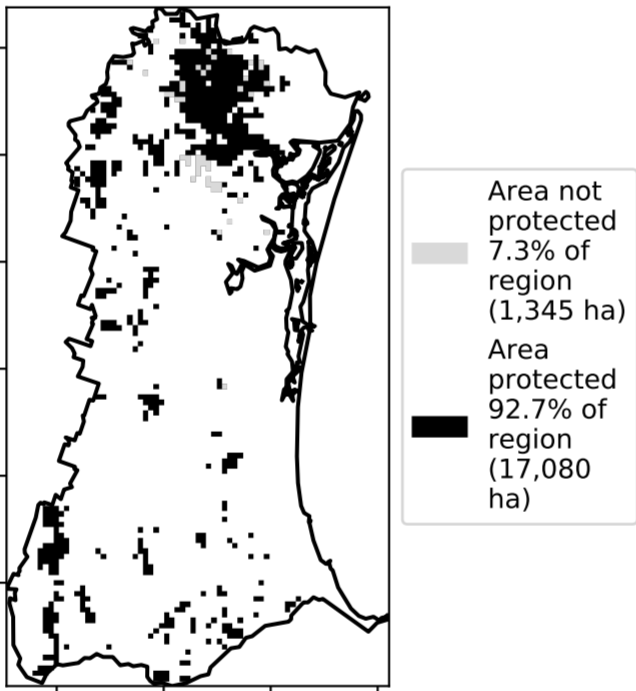 Area not
protected
7.3% of
region
(1,345 ha)
Area
protected
92.7% of
region
(17,080
ha)